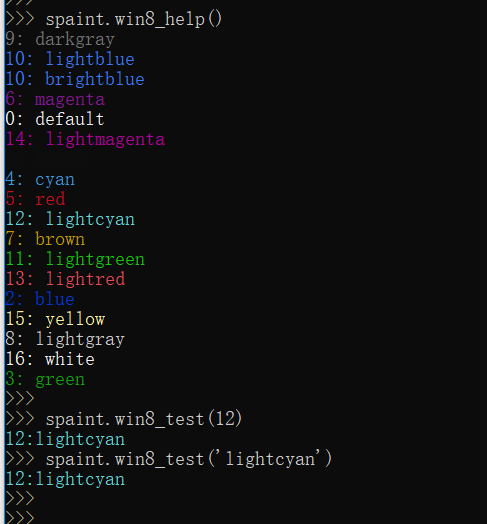 >>>
>>> spaint.win8_help()
9: darkgray
10: lightblue
10: brightblue
6: magenta
0: default
14: lightmagenta
4: cyan
5: red
12: lightcyan
7: brown
11: lightgreen
13: lightred
2: blue
15: yellow
8: lightgray
16: white
3: green
>>>
>>> spaint.win8_test(12)
12:lightcyan
>>> spaint.win8_test('lightcyan')
12:lightcyan
>>>
>>>